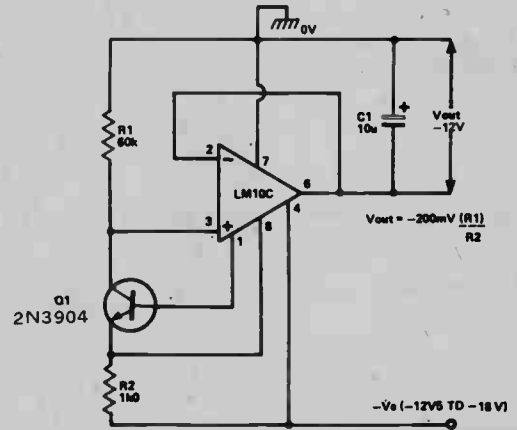 0V
R1
60k
2
−
7
LM10C
6
C1
10u
+
Vout
−12V
3
+
1
8
4
Vout = −200mV (R1)
R2
Q1
2N3904
R2
1k0
−Ve (−12V5 TO −18V)